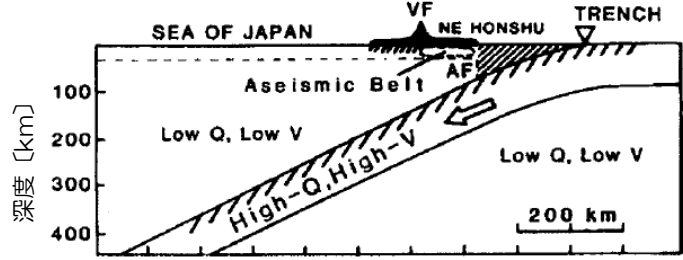 VF
TRENCH
SEA OF JAPAN
NE HONSHU
AF
Aseismic Belt
100
200
300
400
深度〔km〕
Low Q, Low V
High-Q, High-V
Low Q, Low V
200 km